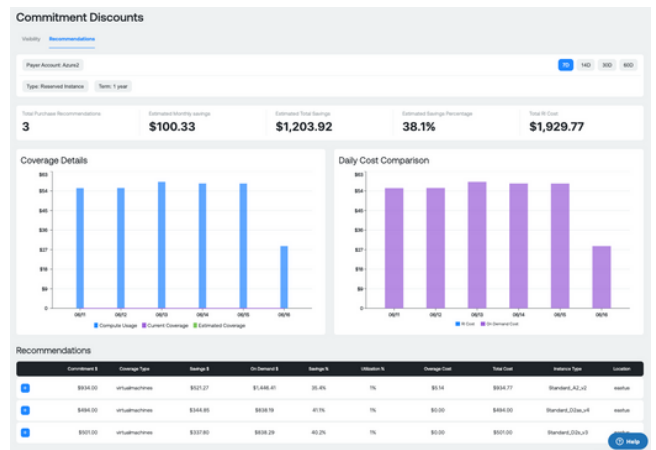 Commitment Discounts
Visibility Recommendations
Payer Account: Azure2 7D 14D 30D 60D
Type: Reserved Instance Term: 1 year
Total Purchase Recommendations Estimated Monthly savings Estimated Total Savings Estimated Savings Percentage Total RI Cost
3 $100.33 $1,203.92 38.1% $1,929.77
Coverage Details Daily Cost Comparison
$63 $63
$54 $54
$45 $45
$36 $36
$27 $27
$18 $18
$9 $9
0 0
06/11 06/12 06/13 06/14 06/15 06/16 06/11 06/12 06/13 06/14 06/15 06/16
Compute Usage Current Coverage Estimated Coverage RI Cost On Demand Cost
Recommendations
Commitment $ Coverage Type Savings $ On Demand $ Savings % Utilisation % Overage Cost Total Cost Instance Type Location
$934.00 virtualmachines $521.27 $1,446.41 35.4% 1% $5.14 $934.77 Standard_A2_v2 eastus
$494.00 virtualmachines $344.85 $838.19 41.1% 1% $0.00 $494.00 Standard_D2as_v4 eastus
$501.00 virtualmachines $337.80 $838.29 40.2% 1% $0.00 $501.00 Standard_D2s_v3
Help